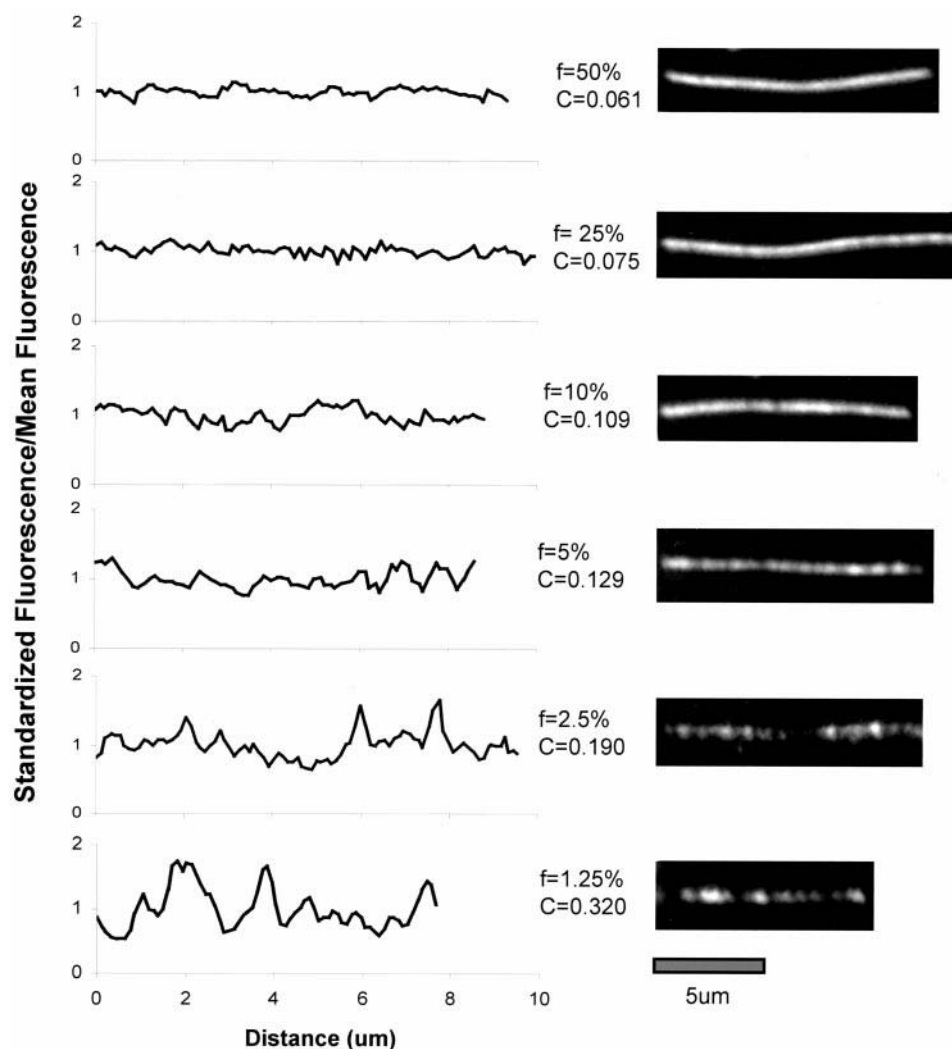 Standardized Fluorescence/Mean Fluorescence
2
1
0
f=50%
C=0.061
2
1
0
f= 25%
C=0.075
2
1
0
f=10%
C=0.109
2
1
0
f=5%
C=0.129
2
1
0
f=2.5%
C=0.190
2
1
0
f=1.25%
C=0.320
0 2 4 6 8 10
Distance (um)
5um